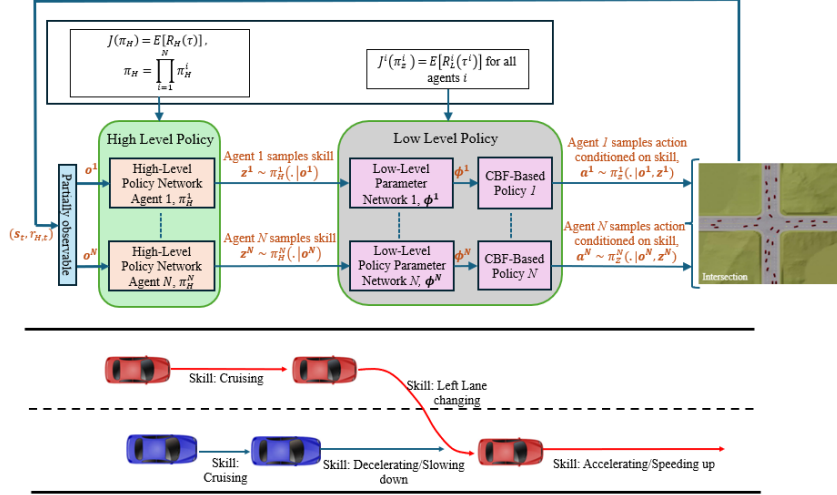 J(π_H) = E[R_H(τ)],
π_H = ∏_{i=1}^{N} π_H^i
J^i(π_z^i) = E[R_L^i(τ^i)] for all
agents i
High Level Policy
Low Level Policy
Partially observable
(s_t, r_{H,t})
o^1
High-Level
Policy Network
Agent 1, π_H^1
Agent 1 samples skill
z^1 ~ π_H^1(. |o^1)
Low-Level
Parameter
Network 1, ϕ^1
ϕ^1
CBF-Based
Policy 1
Agent 1 samples action
conditioned on skill,
a^1 ~ π_z^1(. |o^1, z^1)
o^N
High-Level
Policy Network
Agent N, π_H^N
Agent N samples skill
z^N ~ π_H^N(. |o^N)
Low-Level
Policy Parameter
Network N, ϕ^N
ϕ^N
CBF-Based
Policy N
Agent N samples action
conditioned on skill,
a^N ~ π_z^N(. |o^N, z^N)
Intersection
Skill: Cruising
Skill: Left Lane
changing
Skill:
Cruising
Skill: Decelerating/Slowing
down
Skill: Accelerating/Speeding up